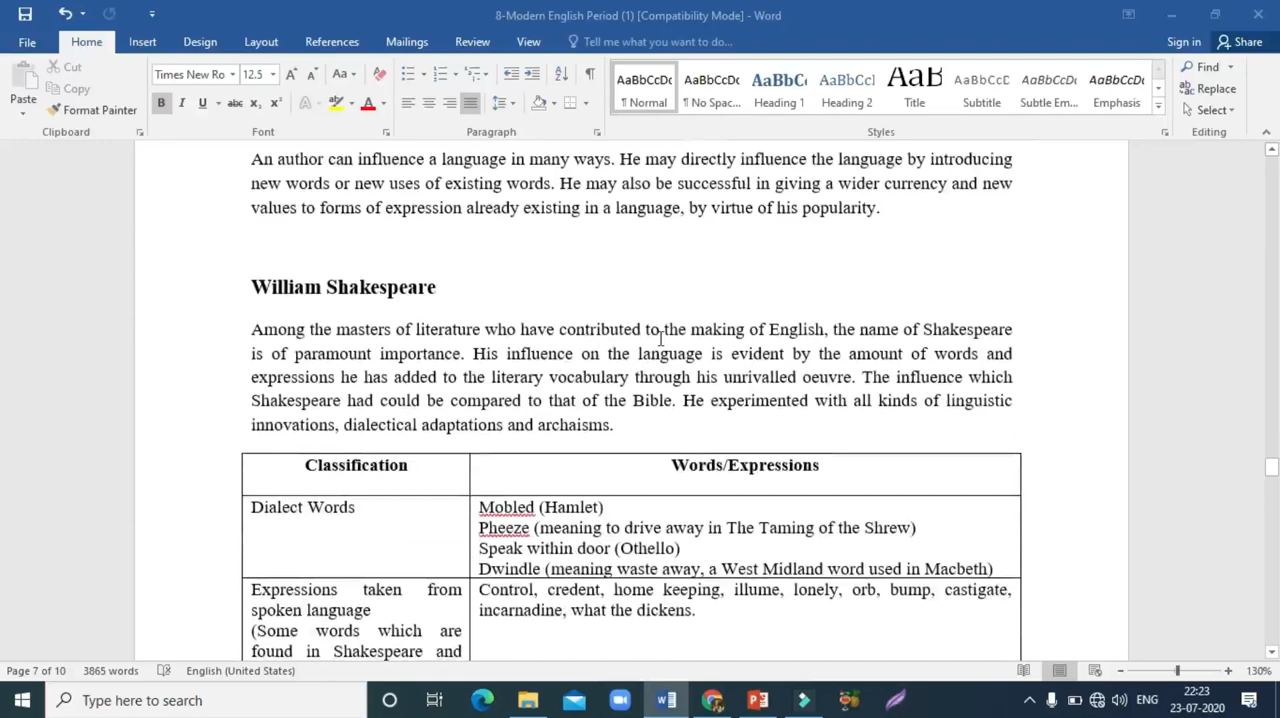 8-Modern English Period (1) [Compatibility Mode] - Word
File Home Insert Design Layout References Mailings Review View Tell me what you want to do... Sign in Share
Paste Cut Copy Format Painter
Times New Ro 12.5 Aa
B I U abc x₂ x² A A
AaBbCcDc AaBbCcDc AaBbC AaBbCcI AaB AaBbCcD AaBbCcDc AaBbCcDc
¶ Normal ¶ No Spac... Heading 1 Heading 2 Title Subtitle Subtle Em... Emphasis
Find
Replace
Select
Clipboard Font Paragraph Styles Editing
An author can influence a language in many ways. He may directly influence the language by introducing
new words or new uses of existing words. He may also be successful in giving a wider currency and new
values to forms of expression already existing in a language, by virtue of his popularity.
William Shakespeare
Among the masters of literature who have contributed to the making of English, the name of Shakespeare
is of paramount importance. His influence on the language is evident by the amount of words and
expressions he has added to the literary vocabulary through his unrivalled oeuvre. The influence which
Shakespeare had could be compared to that of the Bible. He experimented with all kinds of linguistic
innovations, dialectical adaptations and archaisms.
Classification Words/Expressions
Dialect Words Mobled (Hamlet)
Pheeze (meaning to drive away in The Taming of the Shrew)
Speak within door (Othello)
Dwindle (meaning waste away, a West Midland word used in Macbeth)
Expressions taken from Control, credent, home keeping, illume, lonely, orb, bump, castigate,
spoken language incarnadine, what the dickens.
(Some words which are
found in Shakespeare and
Page 7 of 10 3865 words English (United States) 130%
Type here to search ENG 22:23
23-07-2020